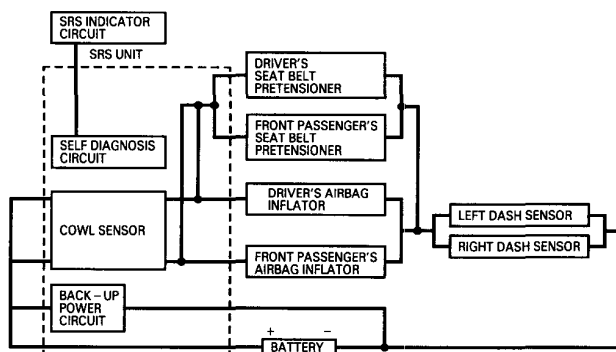 SRS INDICATOR
CIRCUIT
SRS UNIT
DRIVER'S
SEAT BELT
PRETENSIONER
FRONT PASSENGER'S
SEAT BELT
PRETENSIONER
SELF DIAGNOSIS
CIRCUIT
COWL SENSOR
DRIVER'S AIRBAG
INFLATOR
FRONT PASSENGER'S
AIRBAG INFLATOR
LEFT DASH SENSOR
RIGHT DASH SENSOR
BACK – UP
POWER
CIRCUIT
+ −
BATTERY